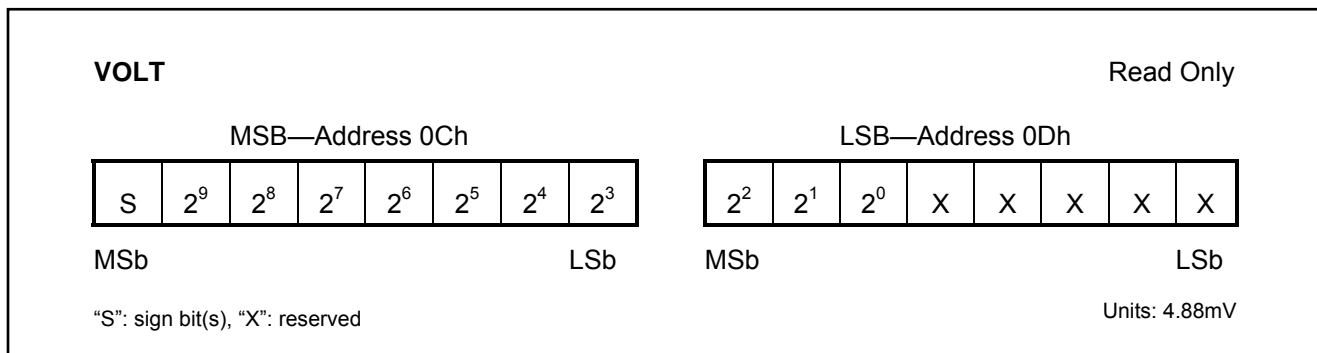 VOLT Read Only
MSB—Address 0Ch LSB—Address 0Dh
S 2⁹ 2⁸ 2⁷ 2⁶ 2⁵ 2⁴ 2³ 2² 2¹ 2⁰ X X X X X
MSb LSb MSb LSb
“S”: sign bit(s), “X”: reserved Units: 4.88mV